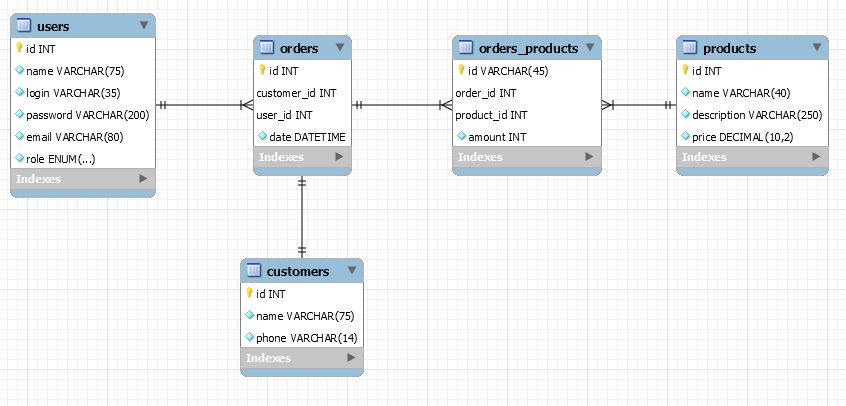 users
id INT
name VARCHAR(75)
login VARCHAR(35)
password VARCHAR(200)
email VARCHAR(80)
role ENUM(...)
Indexes
orders
id INT
customer_id INT
user_id INT
date DATETIME
Indexes
orders_products
id VARCHAR(45)
order_id INT
product_id INT
amount INT
Indexes
products
id INT
name VARCHAR(40)
description VARCHAR(250)
price DECIMAL(10,2)
Indexes
customers
id INT
name VARCHAR(75)
phone VARCHAR(14)
Indexes